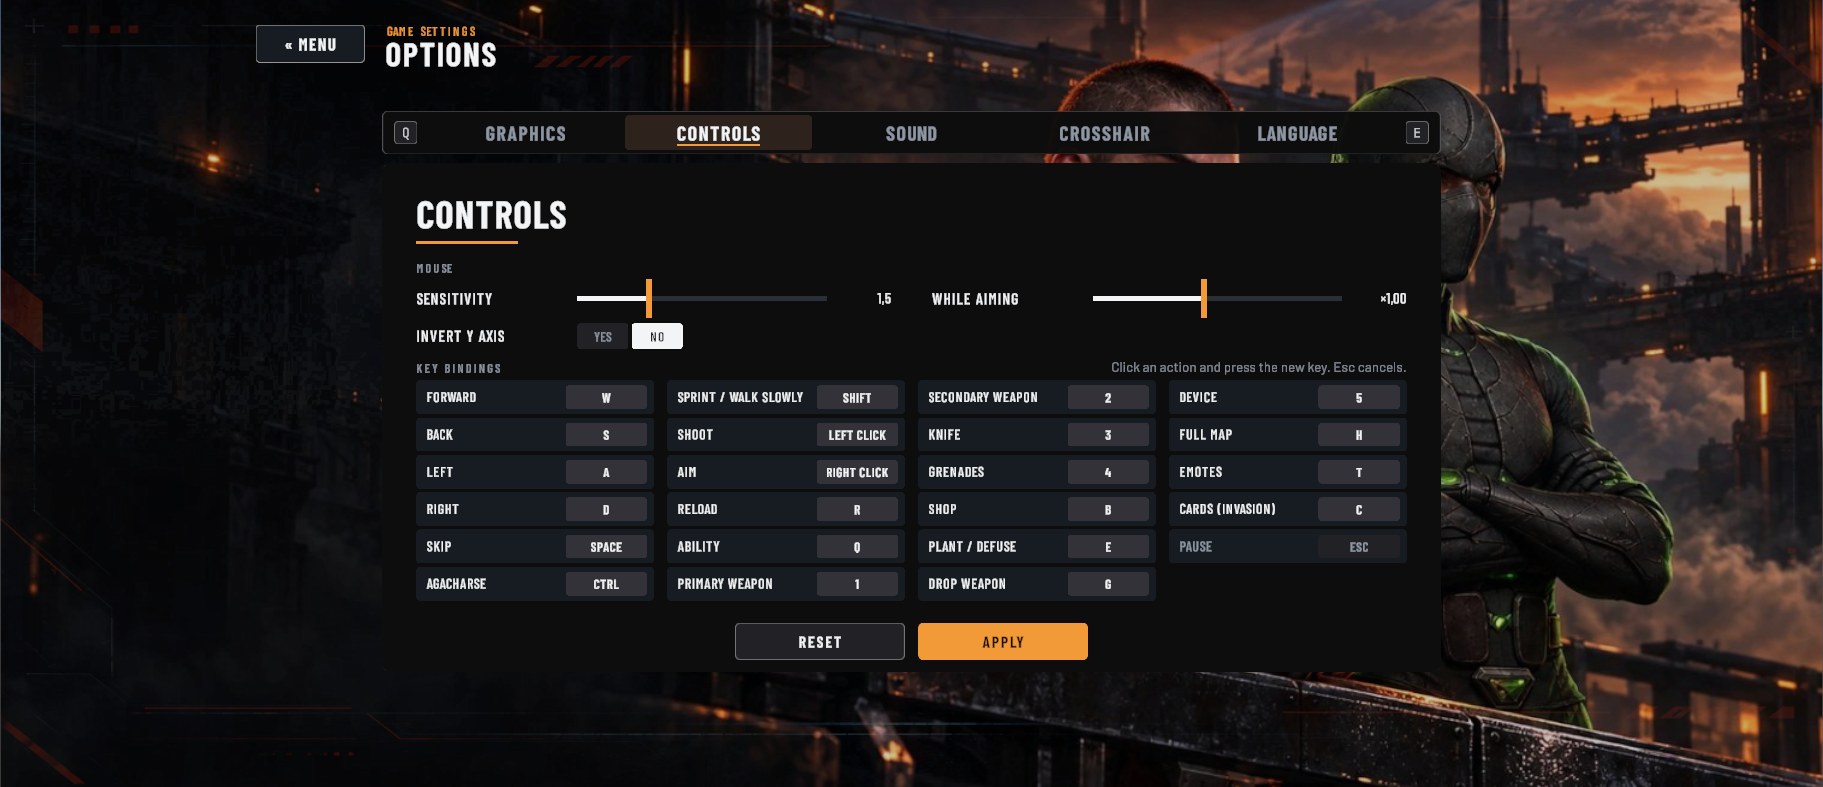 « MENU
GAME SETTINGS
OPTIONS
Q GRAPHICS CONTROLS SOUND CROSSHAIR LANGUAGE E
CONTROLS
MOUSE
SENSITIVITY 1,5 WHILE AIMING ×1,00
INVERT Y AXIS YES NO
KEY BINDINGS Click an action and press the new key. Esc cancels.
FORWARD W SPRINT / WALK SLOWLY SHIFT SECONDARY WEAPON 2 DEVICE 5
BACK S SHOOT LEFT CLICK KNIFE 3 FULL MAP H
LEFT A AIM RIGHT CLICK GRENADES 4 EMOTES T
RIGHT D RELOAD R SHOP B CARDS (INVASION) C
SKIP SPACE ABILITY Q PLANT / DEFUSE E PAUSE ESC
AGACHARSE CTRL PRIMARY WEAPON 1 DROP WEAPON G
RESET APPLY